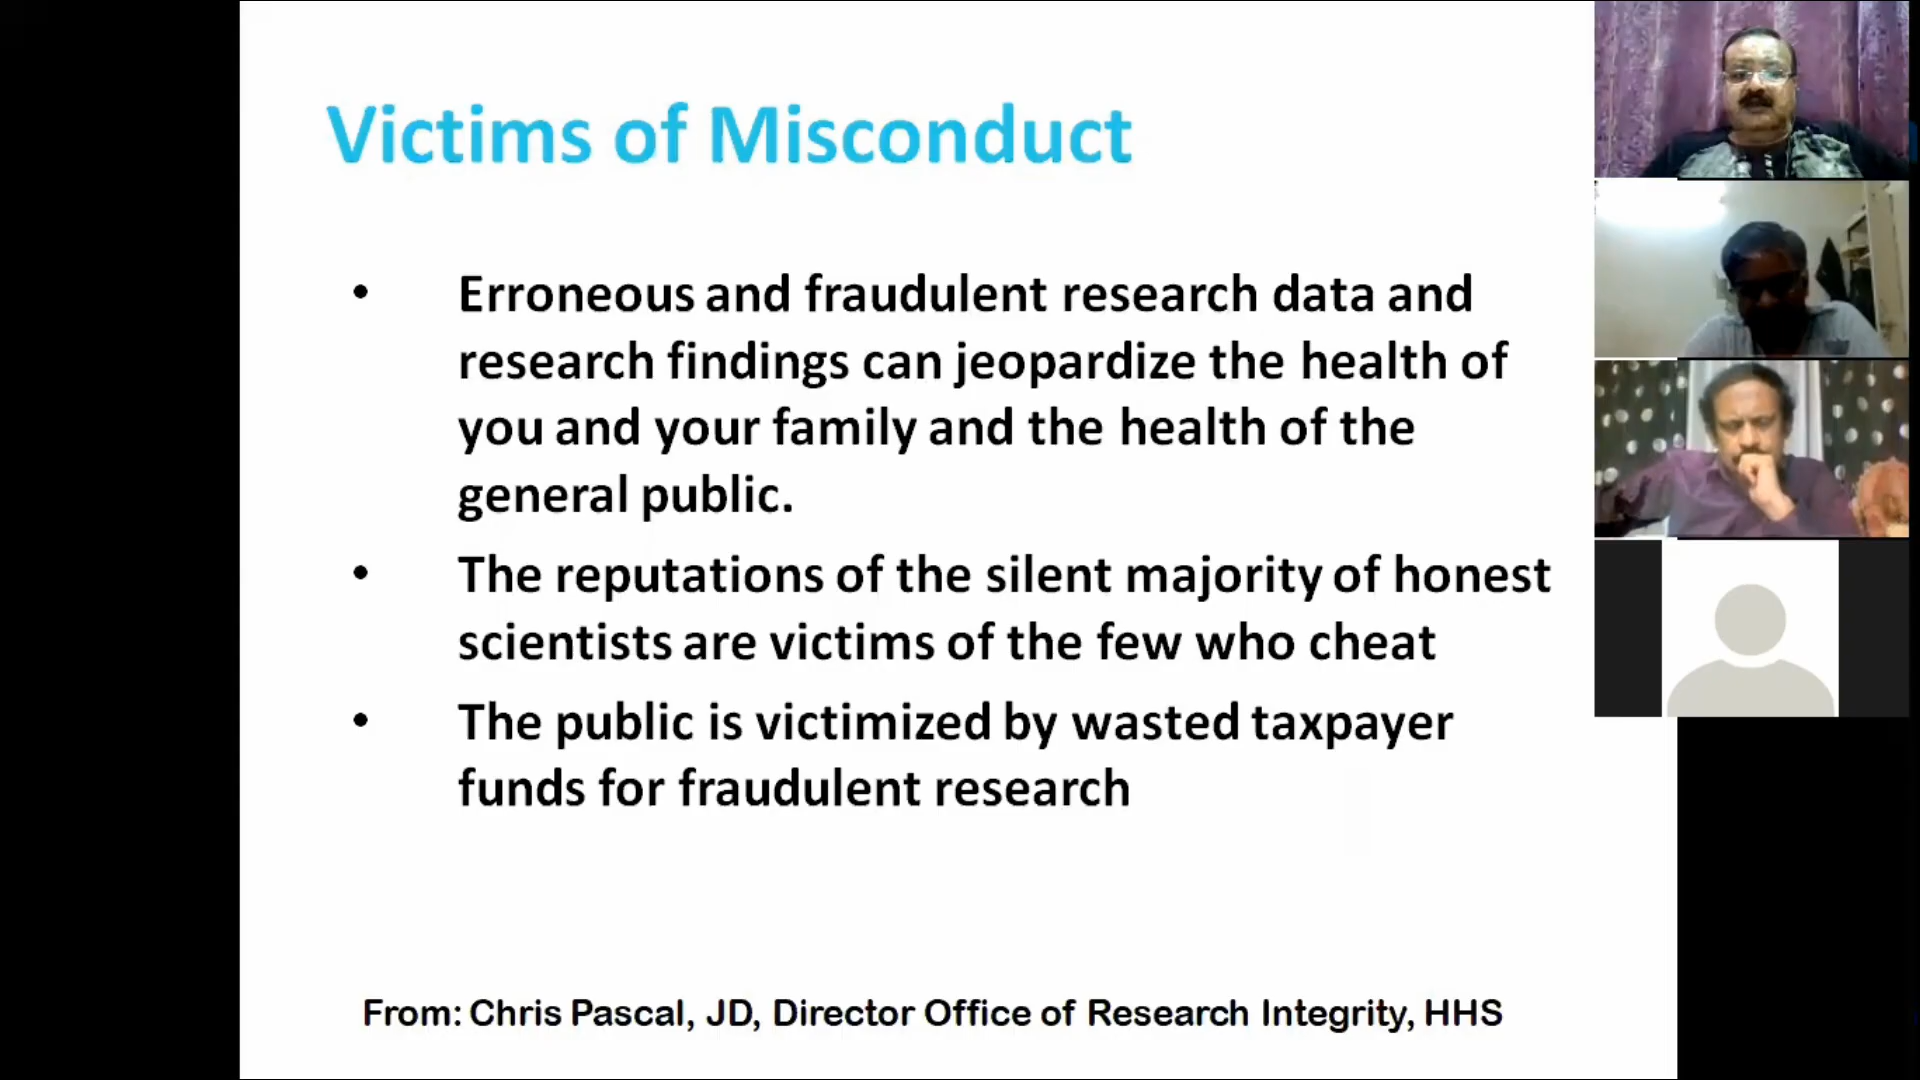 Victims of Misconduct
• Erroneous and fraudulent research data and
research findings can jeopardize the health of
you and your family and the health of the
general public.
• The reputations of the silent majority of honest
scientists are victims of the few who cheat
• The public is victimized by wasted taxpayer
funds for fraudulent research
From: Chris Pascal, JD, Director Office of Research Integrity, HHS